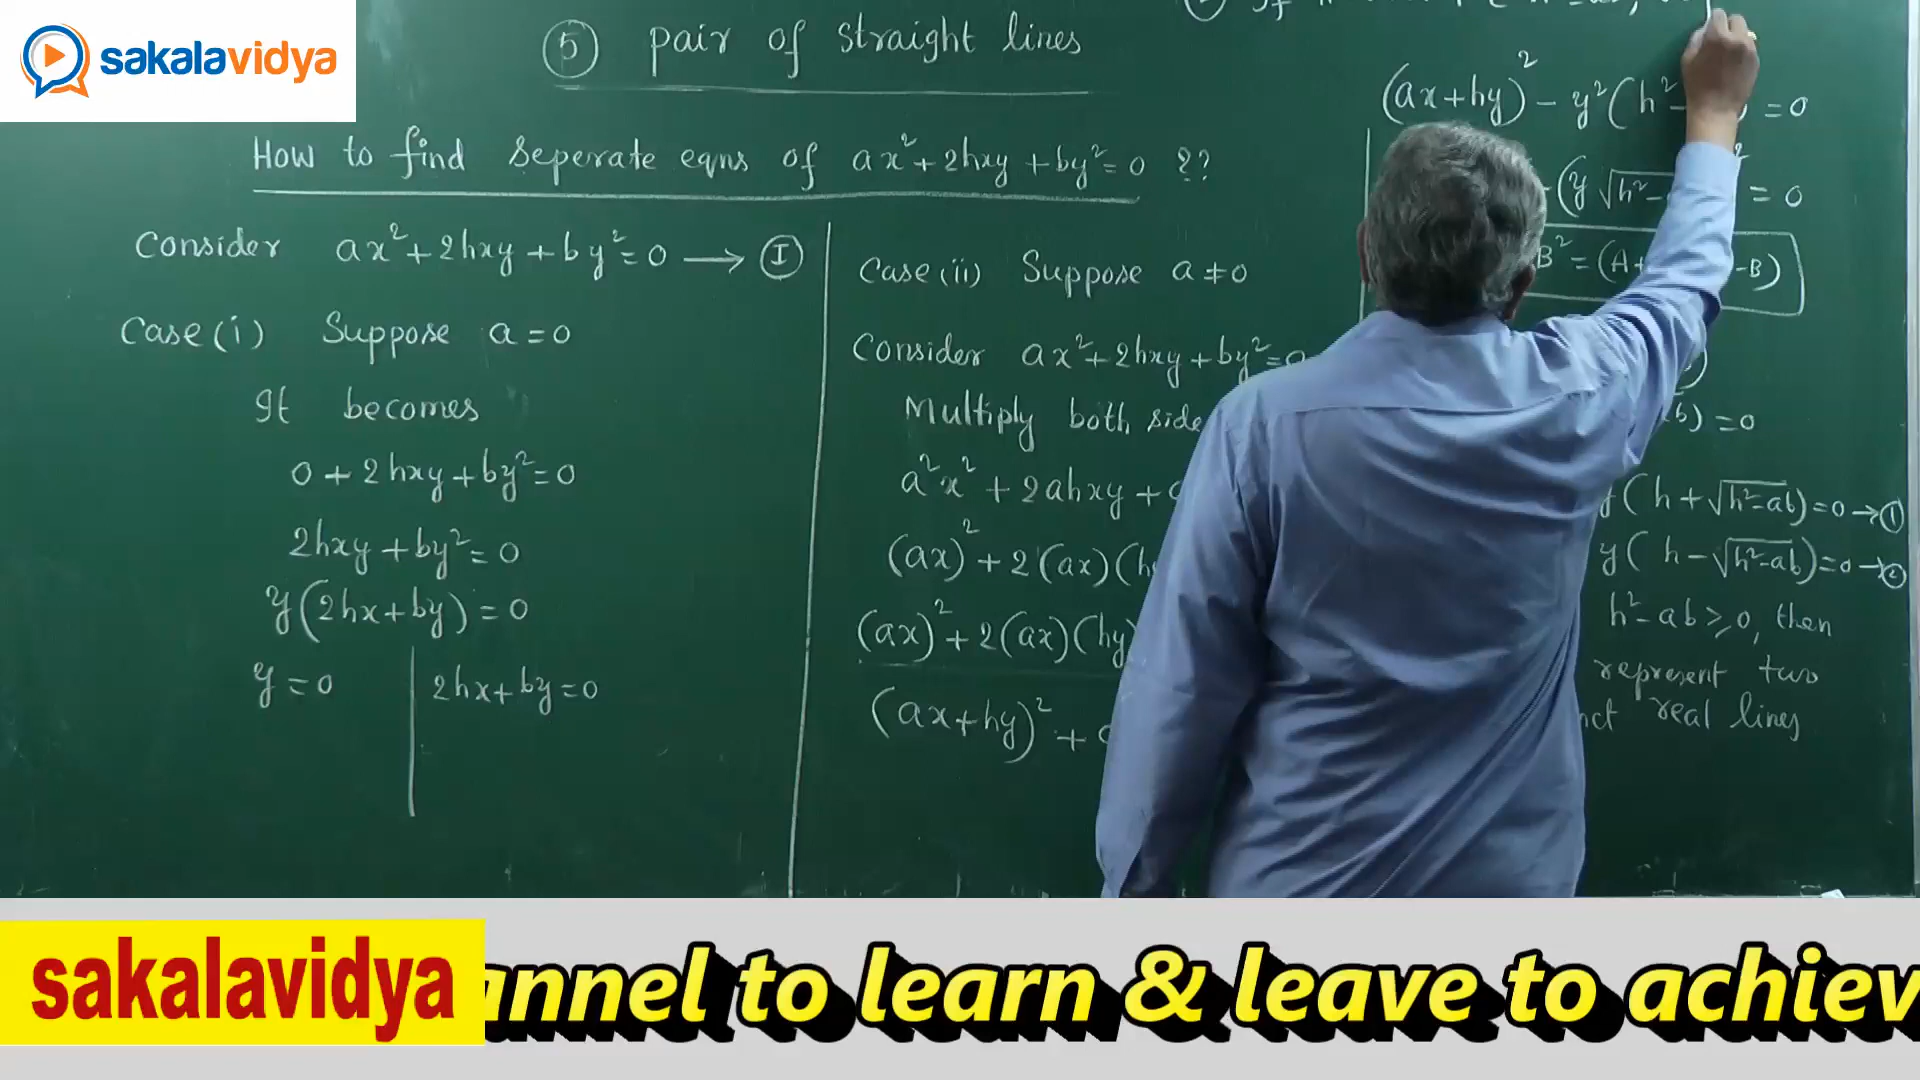 sakalavidya
5 pair of straight lines
How to find seperate eqns of ax²+2hxy+by²=0 ??
Consider ax²+2hxy+by²=0 → I
Case(i) Suppose a=0
It becomes
0+2hxy+by²=0
2hxy+by²=0
y(2hx+by)=0
y=0 | 2hx+by=0
Case(ii) Suppose a≠0
Consider ax²+2hxy+by²=0
Multiply both side
a²x²+2ahxy+
(ax)²+2(ax)(h
(ax)²+2(ax)(hy)
(ax+hy)²+
(ax+hy)²-y²(h²- =0
(y√h²- ² =0
B²=(A+ -B)
b)=0
y(h+√h²-ab)=0→1
y(h-√h²-ab)=0→2
h²-ab≥0, then
represent two
real lines
sakalavidya
to learn & leave to